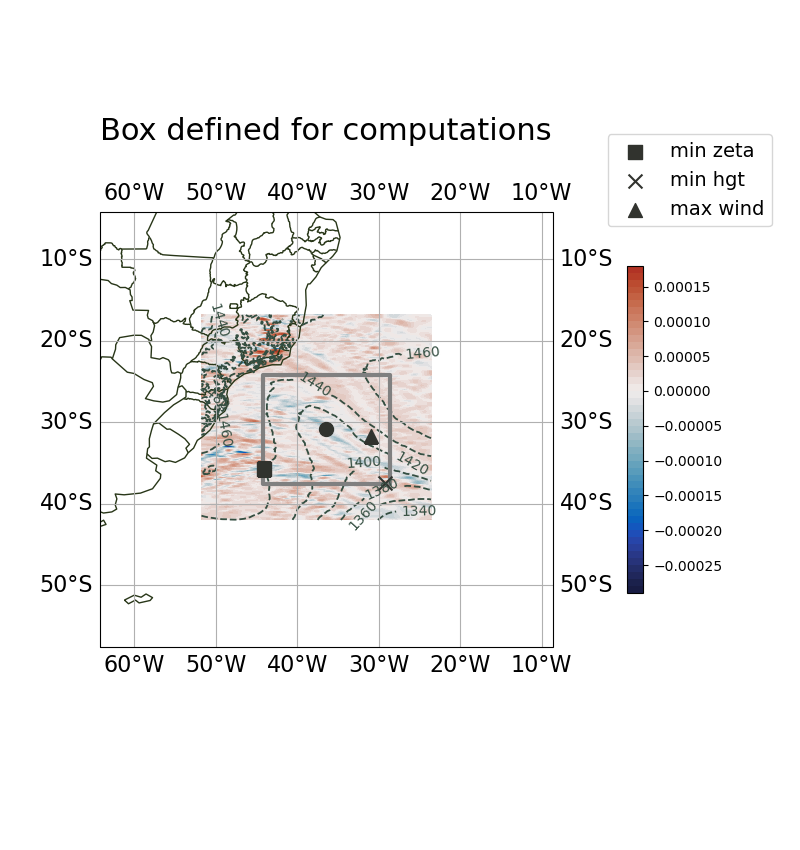 Box defined for computations
min zeta
min hgt
max wind
60°W 50°W 40°W 30°W 20°W 10°W
10°S 10°S
20°S 20°S
30°S 30°S
40°S 40°S
50°S 50°S
60°W 50°W 40°W 30°W 20°W 10°W
0.00015
0.00010
0.00005
0.00000
−0.00005
−0.00010
−0.00015
−0.00020
−0.00025
1440
1460
1440
1460
1400
1420
1380
1360
1340